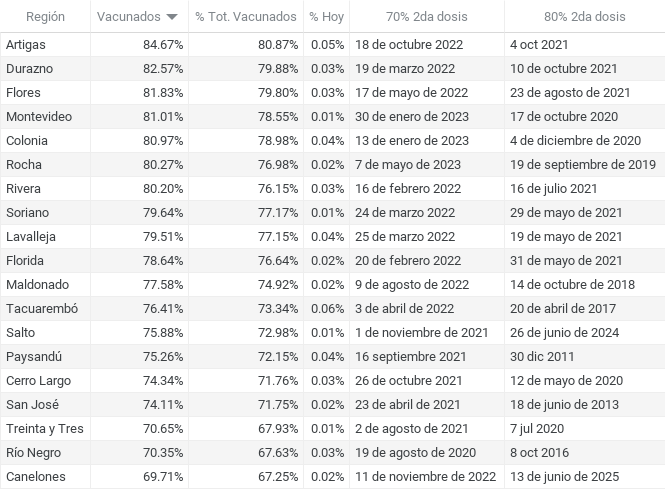 Región Vacunados % Tot. Vacunados % Hoy 70% 2da dosis 80% 2da dosis
Artigas 84.67% 80.87% 0.05% 18 de octubre 2022 4 oct 2021
Durazno 82.57% 79.88% 0.03% 19 de marzo 2022 10 de octubre 2021
Flores 81.83% 79.80% 0.03% 17 de mayo de 2022 23 de agosto de 2021
Montevideo 81.01% 78.55% 0.01% 30 de enero de 2023 17 de octubre 2020
Colonia 80.97% 78.98% 0.04% 13 de enero de 2023 4 de diciembre de 2020
Rocha 80.27% 76.98% 0.02% 7 de mayo de 2023 19 de septiembre de 2019
Rivera 80.20% 76.15% 0.03% 16 de febrero 2022 16 de julio 2021
Soriano 79.64% 77.17% 0.01% 24 de marzo 2022 29 de mayo de 2021
Lavalleja 79.51% 77.15% 0.04% 25 de marzo 2022 19 de mayo de 2021
Florida 78.64% 76.64% 0.02% 20 de febrero 2022 31 de mayo de 2021
Maldonado 77.58% 74.92% 0.02% 9 de agosto de 2022 14 de octubre de 2018
Tacuarembó 76.41% 73.34% 0.06% 3 de abril de 2022 20 de abril de 2017
Salto 75.88% 72.98% 0.01% 1 de noviembre de 2021 26 de junio de 2024
Paysandú 75.26% 72.15% 0.04% 16 septiembre 2021 30 dic 2011
Cerro Largo 74.34% 71.76% 0.03% 26 de octubre 2021 12 de mayo de 2020
San José 74.11% 71.75% 0.02% 23 de abril de 2021 18 de junio de 2013
Treinta y Tres 70.65% 67.93% 0.01% 2 de agosto de 2021 7 jul 2020
Río Negro 70.35% 67.63% 0.03% 19 de agosto de 2020 8 oct 2016
Canelones 69.71% 67.25% 0.02% 11 de noviembre de 2022 13 de junio de 2025